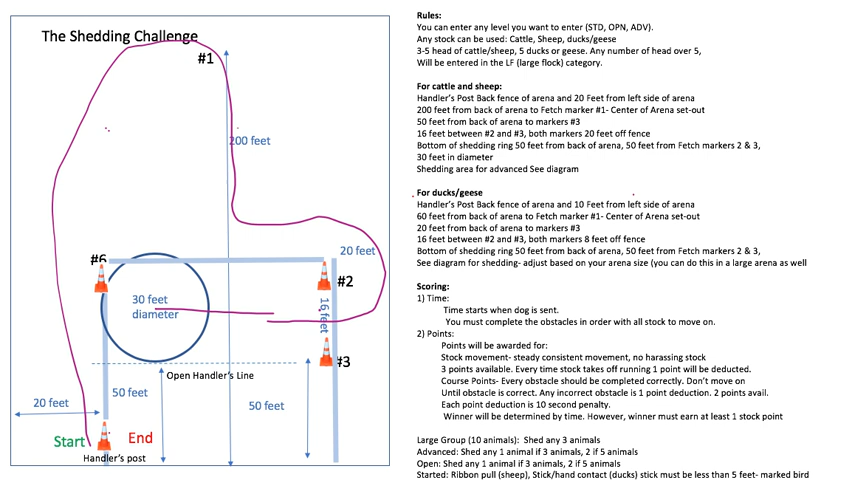 The Shedding Challenge
#1
200 feet
20 feet
#6
#2
30 feet
diameter
16 feet
#3
Open Handler's Line
50 feet
50 feet
20 feet
Start
End
Handler's post
Rules:
You can enter any level you want to enter (STD, OPN, ADV).
Any stock can be used: Cattle, Sheep, ducks/geese
3-5 head of cattle/sheep, 5 ducks or geese. Any number of head over 5,
Will be entered in the LF (large flock) category.
For cattle and sheep:
Handler's Post Back fence of arena and 20 Feet from left side of arena
200 feet from back of arena to Fetch marker #1- Center of Arena set-out
50 feet from back of arena to markers #3
16 feet between #2 and #3, both markers 20 feet off fence
Bottom of shedding ring 50 feet from back of arena, 50 feet from Fetch markers 2 & 3,
30 feet in diameter
Shedding area for advanced See diagram
For ducks/geese
Handler's Post Back fence of arena and 10 Feet from left side of arena
60 feet from back of arena to Fetch marker #1- Center of Arena set-out
20 feet from back of arena to markers #3
16 feet between #2 and #3, both markers 8 feet off fence
Bottom of shedding ring 50 feet from back of arena, 50 feet from Fetch markers 2 & 3,
See diagram for shedding- adjust based on your arena size (you can do this in a large arena as well
Scoring:
1) Time:
Time starts when dog is sent.
You must complete the obstacles in order with all stock to move on.
2) Points:
Points will be awarded for:
Stock movement- steady consistent movement, no harassing stock
3 points available. Every time stock takes off running 1 point will be deducted.
Course Points- Every obstacle should be completed correctly. Don't move on
Until obstacle is correct. Any incorrect obstacle is 1 point deduction. 2 points avail.
Each point deduction is 10 second penalty.
Winner will be determined by time. However, winner must earn at least 1 stock point
Large Group (10 animals): Shed any 3 animals
Advanced: Shed any 1 animal if 3 animals, 2 if 5 animals
Open: Shed any 1 animal if 3 animals, 2 if 5 animals
Started: Ribbon pull (sheep), Stick/hand contact (ducks) stick must be less than 5 feet- marked bird